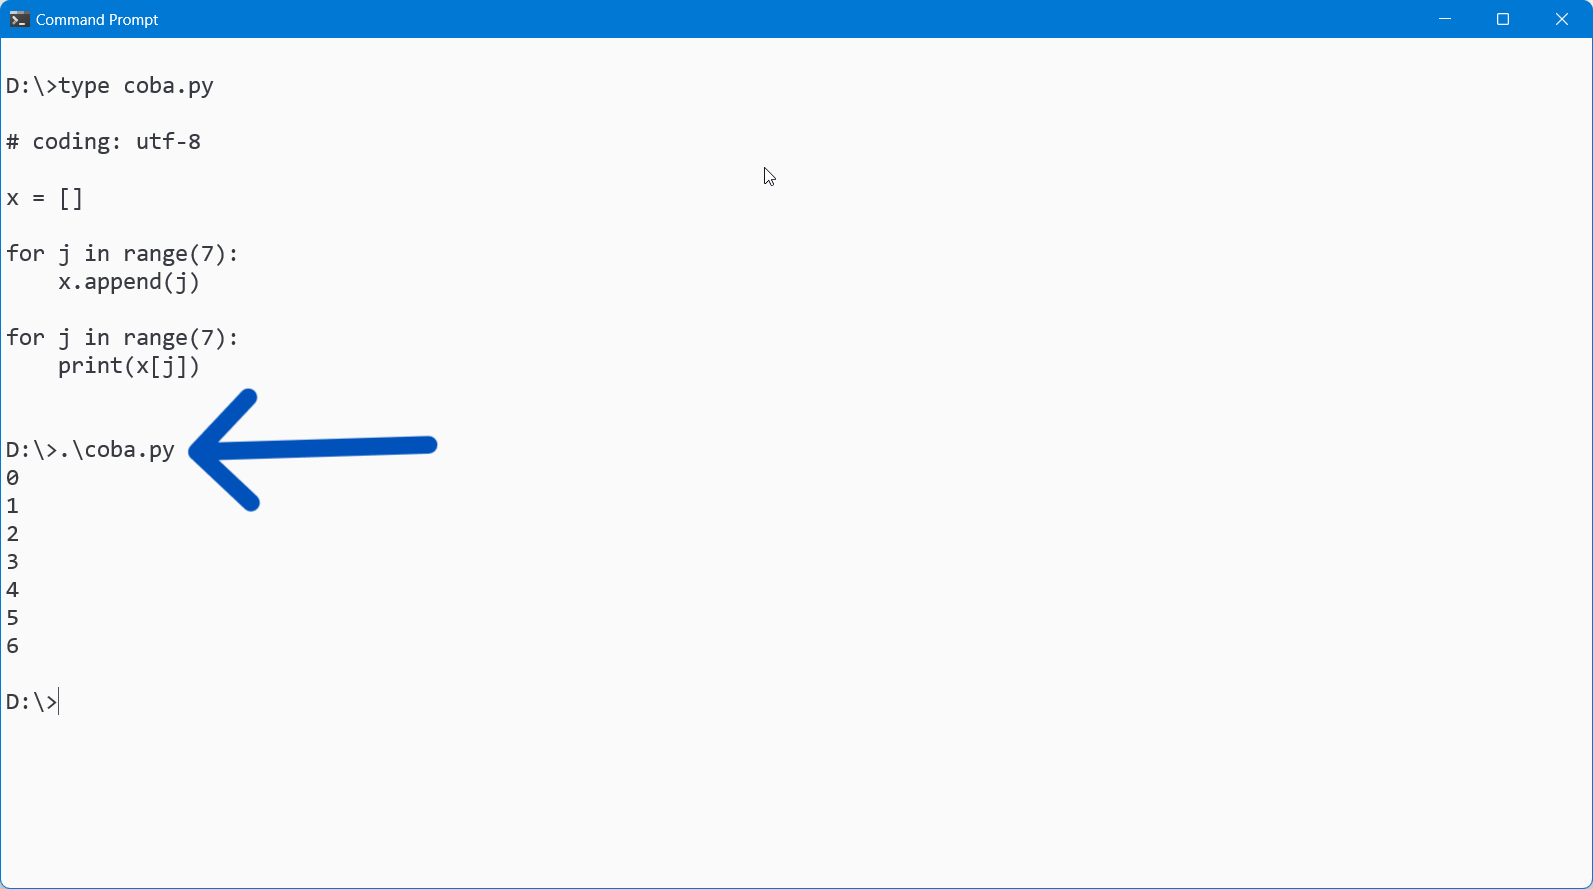 Command Prompt
D:\>type coba.py
# coding: utf-8
x = []
for j in range(7):
    x.append(j)
for j in range(7):
    print(x[j])
D:\>.\coba.py
0
1
2
3
4
5
6
D:\>